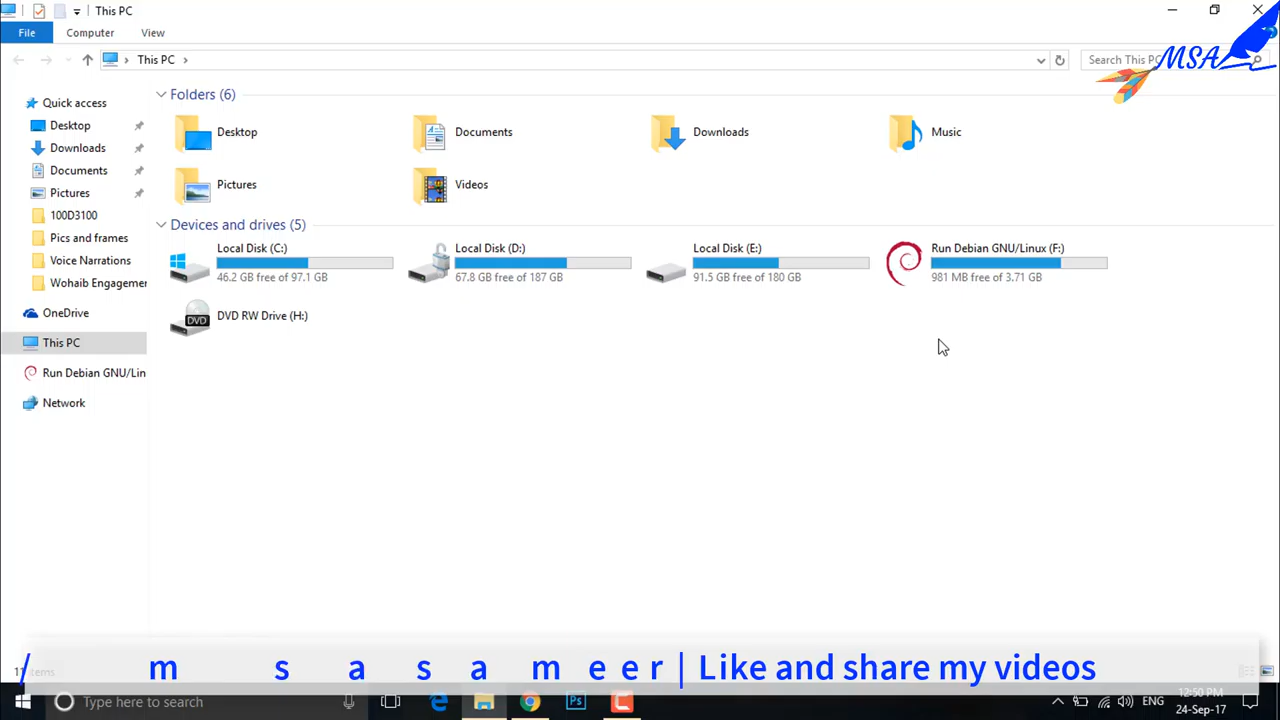 This PC
File
Computer
View
This PC
Search This PC
MSA
Quick access
Desktop
Downloads
Documents
Pictures
100D3100
Pics and frames
Voice Narrations
Wohaib Engagemer
OneDrive
This PC
Run Debian GNU/Lin
Network
Folders (6)
Desktop
Documents
Downloads
Music
Pictures
Videos
Devices and drives (5)
Local Disk (C:)
46.2 GB free of 97.1 GB
Local Disk (D:)
67.8 GB free of 187 GB
Local Disk (E:)
91.5 GB free of 180 GB
Run Debian GNU/Linux (F:)
981 MB free of 3.71 GB
DVD
DVD RW Drive (H:)
/ m s a s a m e e r | Like and share my videos
Type here to search
Ps
ENG
12:50 PM
24-Sep-17